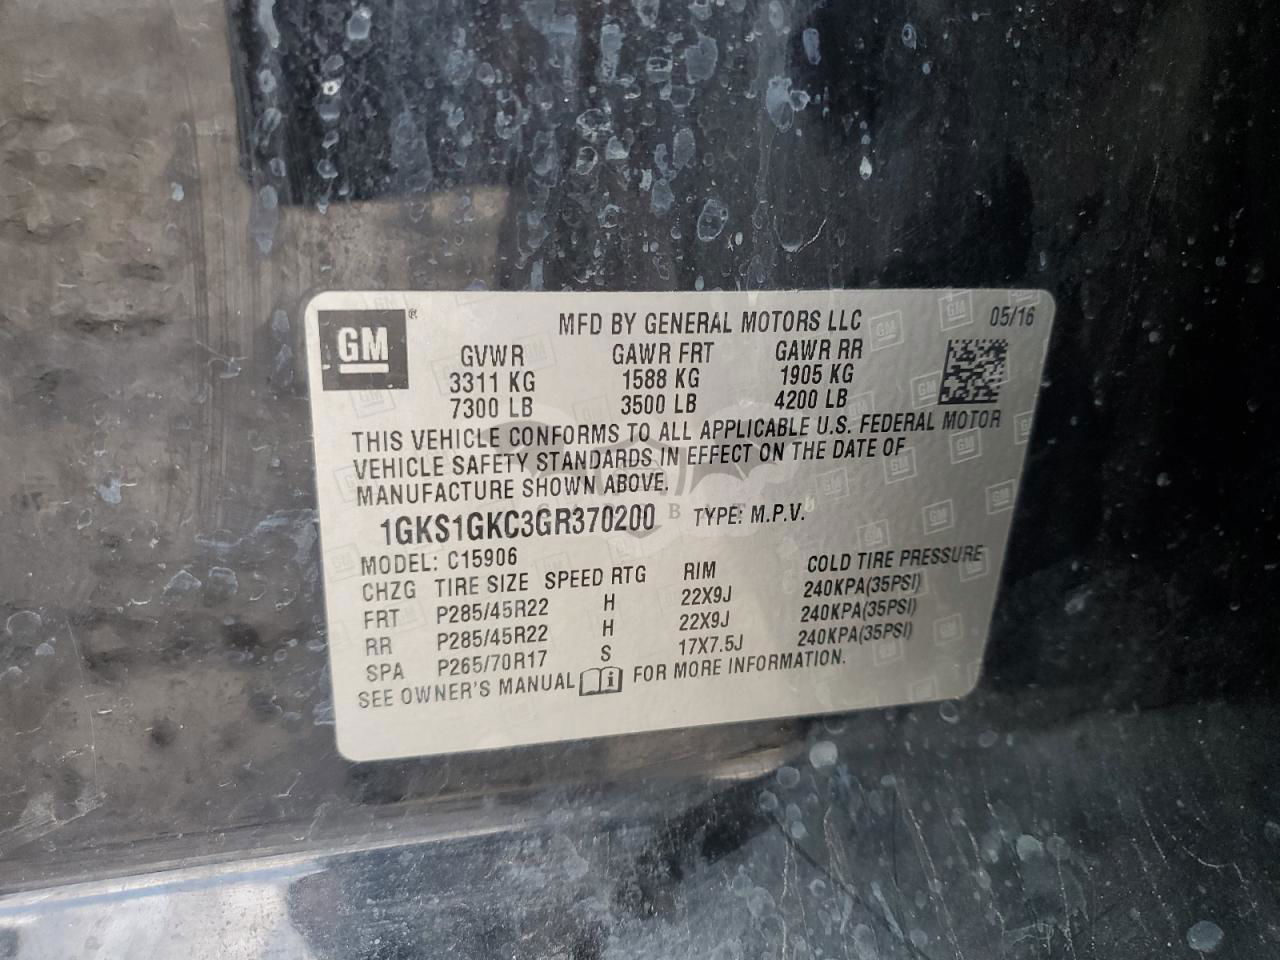 GM ®
MFD BY GENERAL MOTORS LLC
05/16
GVWR GAWR FRT GAWR RR
3311 KG 1588 KG 1905 KG
7300 LB 3500 LB 4200 LB
THIS VEHICLE CONFORMS TO ALL APPLICABLE U.S. FEDERAL MOTOR
VEHICLE SAFETY STANDARDS IN EFFECT ON THE DATE OF
MANUFACTURE SHOWN ABOVE.
1GKS1GKC3GR370200 TYPE: M.P.V.
MODEL: C15906
CHZG TIRE SIZE SPEED RTG RIM COLD TIRE PRESSURE
FRT P285/45R22 H 22X9J 240KPA(35PSI)
RR P285/45R22 H 22X9J 240KPA(35PSI)
SPA P265/70R17 S 17X7.5J 240KPA(35PSI)
SEE OWNER'S MANUAL i FOR MORE INFORMATION.